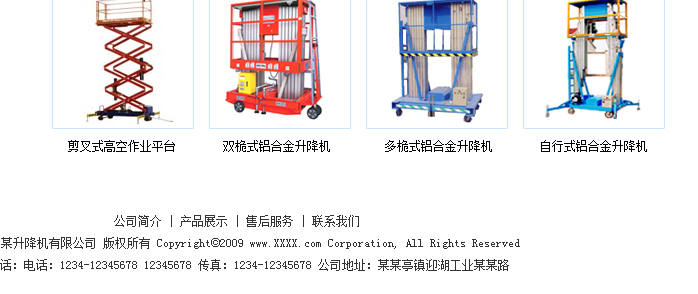 剪叉式高空作业平台 双桅式铝合金升降机 多桅式铝合金升降机 自行式铝合金升降机
公司简介 | 产品展示 | 售后服务 | 联系我们
某升降机有限公司 版权所有 Copyright©2009 www.XXXX.com Corporation, All Rights Reserved
话: 电话: 1234-12345678 12345678 传真: 1234-12345678 公司地址: 某某亭镇迎湖工业某某路